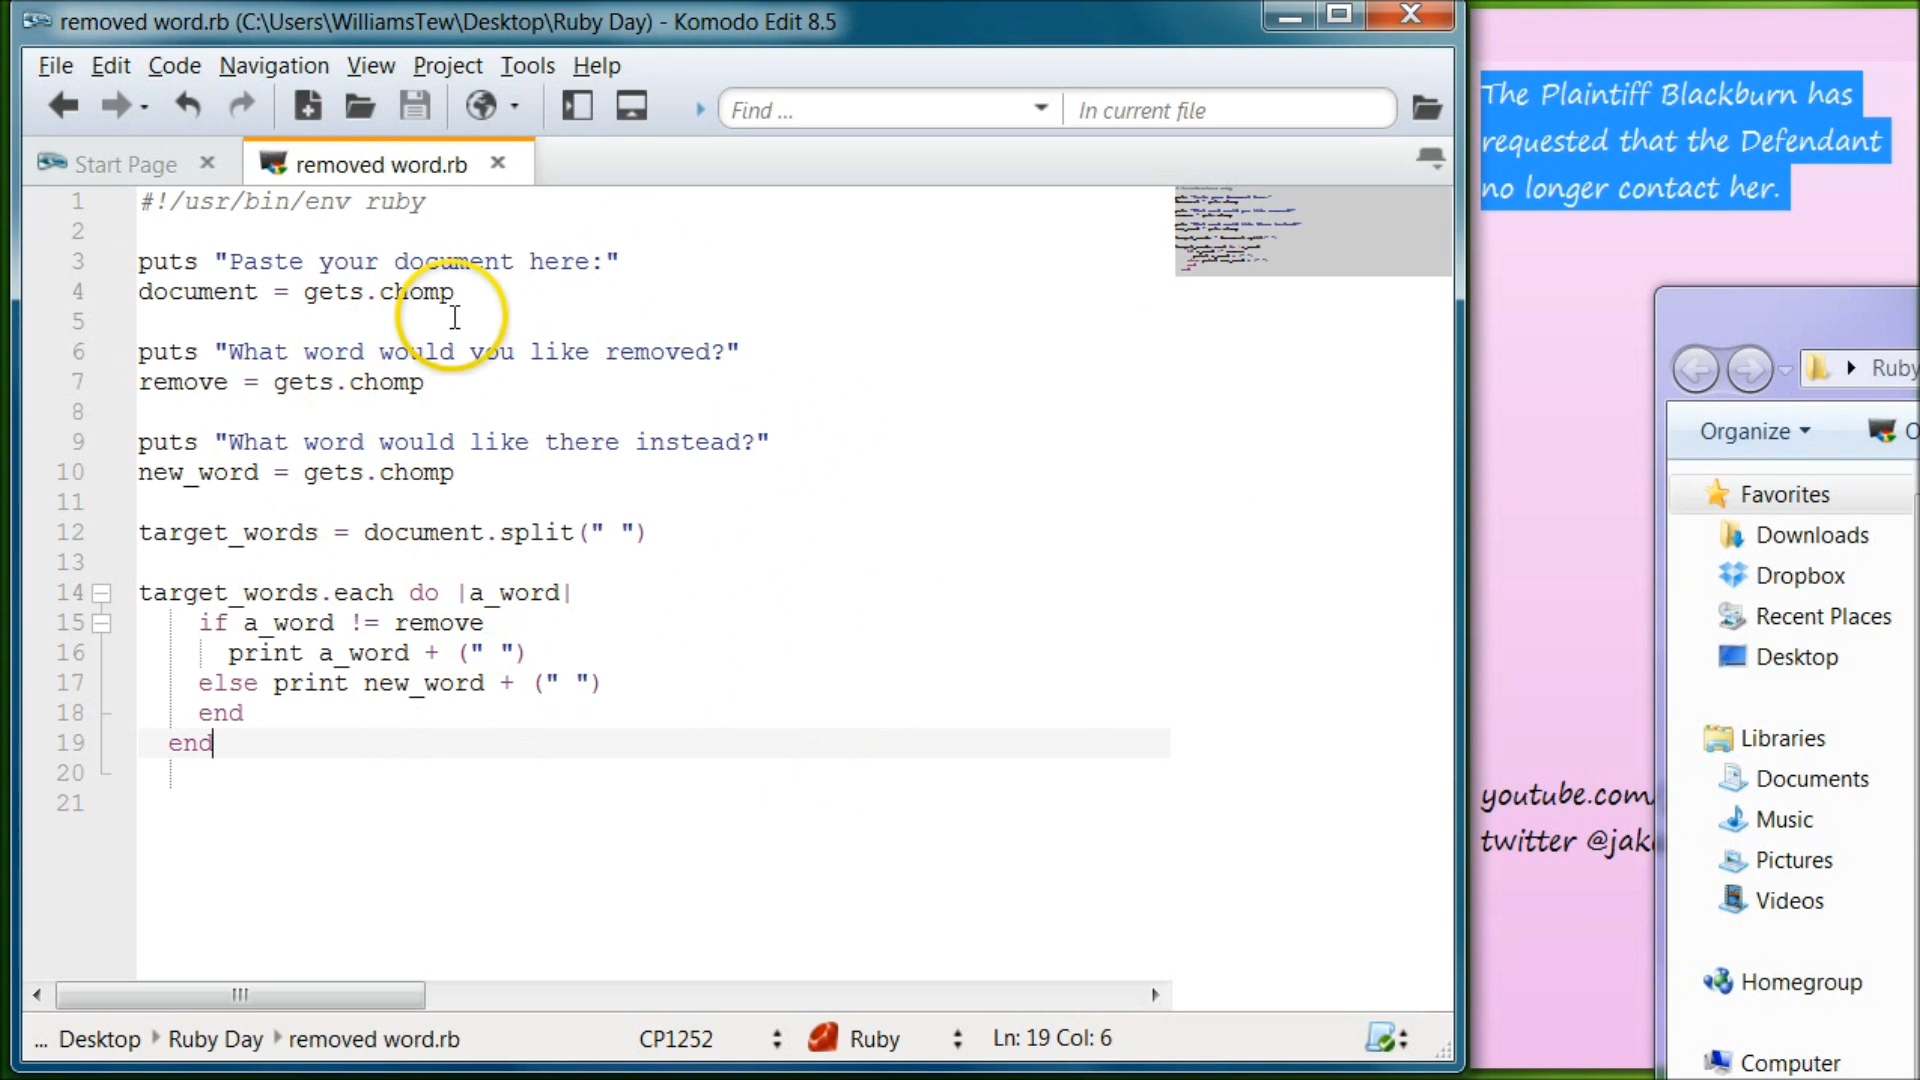 removed word.rb (C:\Users\WilliamsTew\Desktop\Ruby Day) - Komodo Edit 8.5
File Edit Code Navigation View Project Tools Help
Find ... In current file
Start Page removed word.rb
1 #!/usr/bin/env ruby
2
3 puts "Paste your document here:"
4 document = gets.chomp
5
6 puts "What word would you like removed?"
7 remove = gets.chomp
8
9 puts "What word would like there instead?"
10 new_word = gets.chomp
11
12 target_words = document.split(" ")
13
14 target_words.each do |a_word|
15 if a_word != remove
16 print a_word + (" ")
17 else print new_word + (" ")
18 end
19 end
20
21
... Desktop Ruby Day removed word.rb CP1252 Ruby Ln: 19 Col: 6
The Plaintiff Blackburn has
requested that the Defendant
no longer contact her.
Ruby
Organize
Favorites
Downloads
Dropbox
Recent Places
Desktop
Libraries
Documents
Music
Pictures
Videos
Homegroup
Computer
youtube.com/
twitter @jak